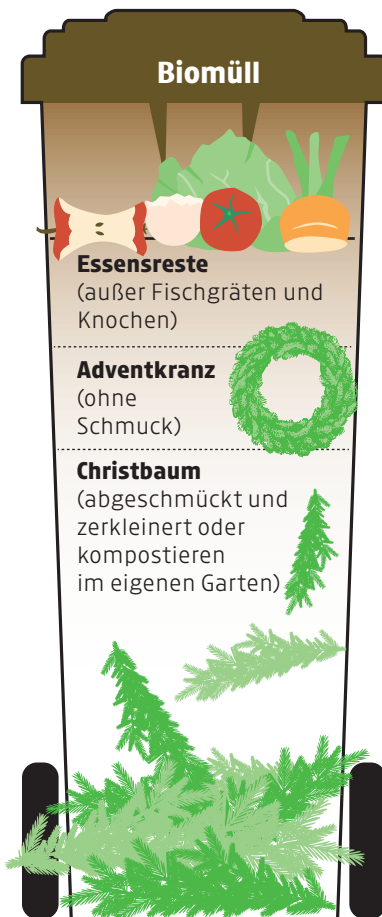 Biomüll
Essensreste
(außer Fischgräten und
Knochen)
Adventkranz
(ohne
Schmuck)
Christbaum
(abgeschmückt und
zerkleinert oder
kompostieren
im eigenen Garten)